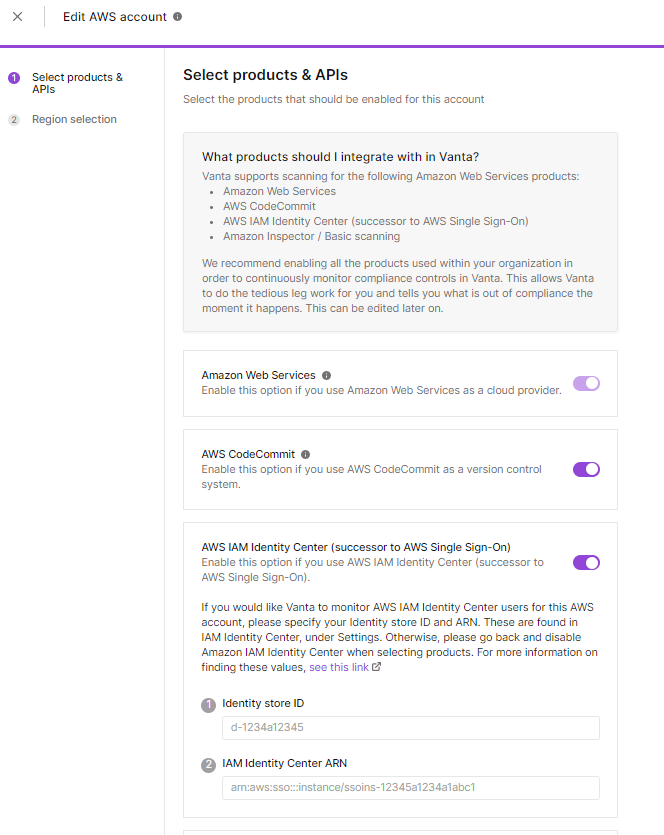 Edit AWS account
1
Select products &
APIs
2
Region selection
Select products & APIs
Select the products that should be enabled for this account
What products should I integrate with in Vanta?
Vanta supports scanning for the following Amazon Web Services products:
• Amazon Web Services
• AWS CodeCommit
• AWS IAM Identity Center (successor to AWS Single Sign-On)
• Amazon Inspector / Basic scanning
We recommend enabling all the products used within your organization in
order to continuously monitor compliance controls in Vanta. This allows Vanta
to do the tedious leg work for you and tells you what is out of compliance the
moment it happens. This can be edited later on.
Amazon Web Services
Enable this option if you use Amazon Web Services as a cloud provider.
AWS CodeCommit
Enable this option if you use AWS CodeCommit as a version control
system.
AWS IAM Identity Center (successor to AWS Single Sign-On)
Enable this option if you use AWS IAM Identity Center (successor to
AWS Single Sign-On).
If you would like Vanta to monitor AWS IAM Identity Center users for this AWS
account, please specify your Identity store ID and ARN. These are found in
IAM Identity Center, under Settings. Otherwise, please go back and disable
Amazon IAM Identity Center when selecting products. For more information on
finding these values, see this link
1 Identity store ID
d-1234a12345
2 IAM Identity Center ARN
arn:aws:sso:::instance/ssoins-12345a1234a1abc1